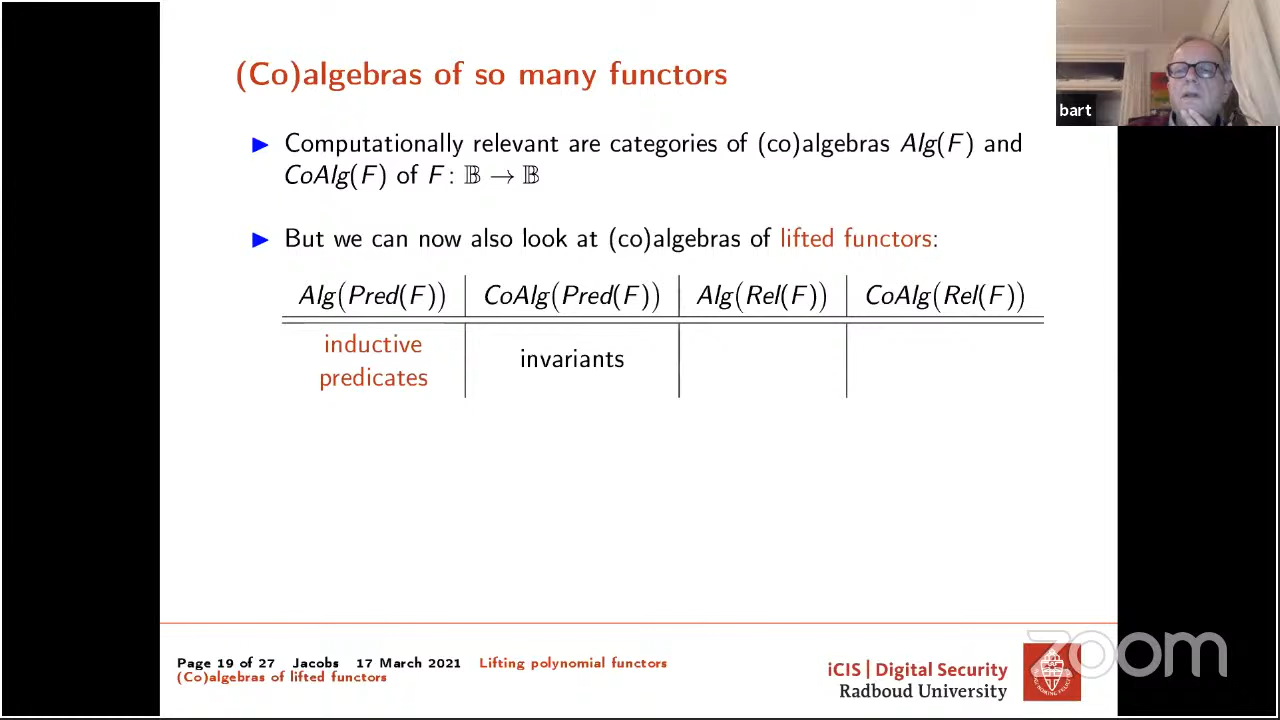 (Co)algebras of so many functors
bart
▶ Computationally relevant are categories of (co)algebras Alg(F) and
CoAlg(F) of F : 𝔹 → 𝔹
▶ But we can now also look at (co)algebras of lifted functors:
Alg(Pred(F)) CoAlg(Pred(F)) Alg(Rel(F)) CoAlg(Rel(F))
inductive
predicates
invariants
Page 19 of 27 Jacobs 17 March 2021 Lifting polynomial functors
(Co)algebras of lifted functors
iCIS | Digital Security
Radboud University
zoom